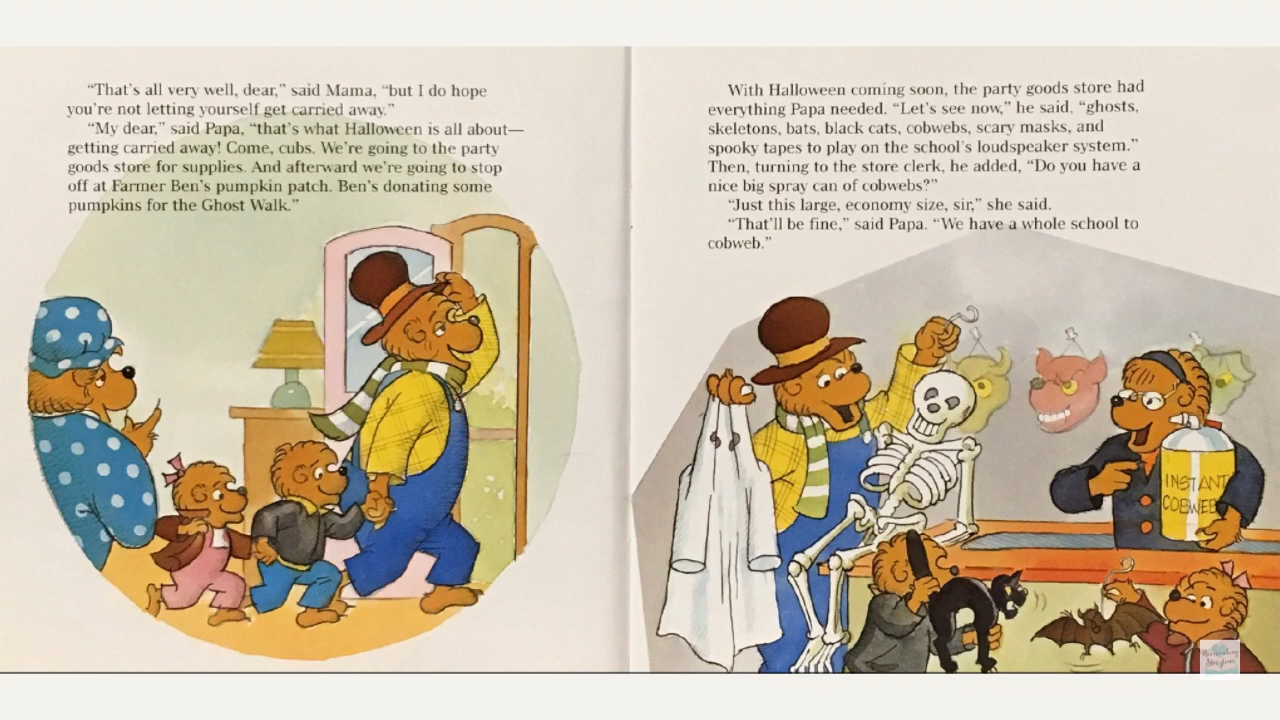 “That’s all very well, dear,” said Mama, “but I do hope
you’re not letting yourself get carried away.”
“My dear,” said Papa, “that’s what Halloween is all about—
getting carried away! Come, cubs. We’re going to the party
goods store for supplies. And afterward we’re going to stop
off at Farmer Ben’s pumpkin patch. Ben’s donating some
pumpkins for the Ghost Walk.”
With Halloween coming soon, the party goods store had
everything Papa needed. “Let’s see now,” he said, “ghosts,
skeletons, bats, black cats, cobwebs, scary masks, and
spooky tapes to play on the school’s loudspeaker system.”
Then, turning to the store clerk, he added, “Do you have a
nice big spray can of cobwebs?”
“Just this large, economy size, sir,” she said.
“That’ll be fine,” said Papa. “We have a whole school to
cobweb.”
INSTANT
COBWEB